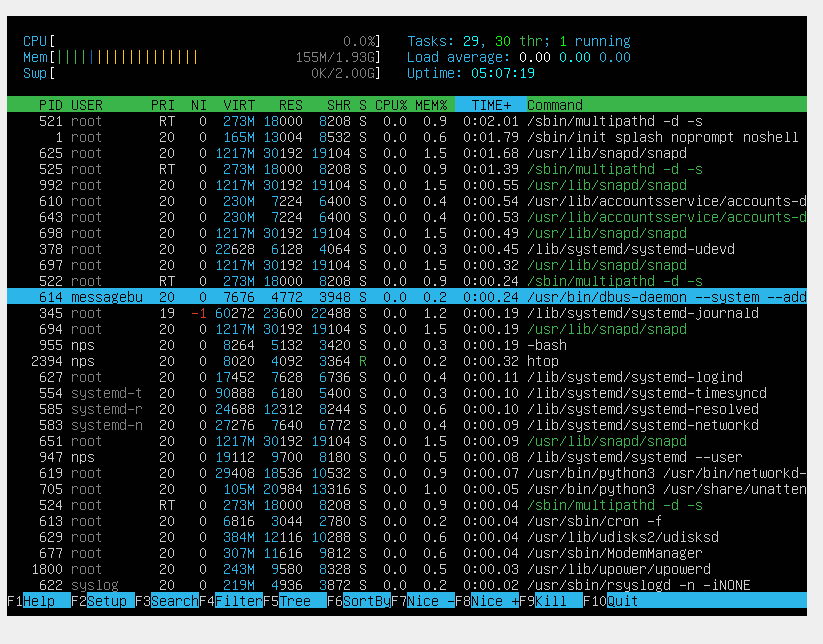 CPU[ 0.0%] Tasks: 29, 30 thr; 1 running
Mem[|||||||||||||||||| 155M/1.93G] Load average: 0.00 0.00 0.00
Swp[ 0K/2.00G] Uptime: 05:07:19
PID USER PRI NI VIRT RES SHR S CPU% MEM% TIME+ Command
521 root RT 0 273M 18000 8208 S 0.0 0.9 0:02.01 /sbin/multipathd -d -s
1 root 20 0 165M 13004 8532 S 0.0 0.6 0:01.79 /sbin/init splash noprompt noshell
625 root 20 0 1217M 30192 19104 S 0.0 1.5 0:01.68 /usr/lib/snapd/snapd
525 root RT 0 273M 18000 8208 S 0.0 0.9 0:01.39 /sbin/multipathd -d -s
992 root 20 0 1217M 30192 19104 S 0.0 1.5 0:00.55 /usr/lib/snapd/snapd
610 root 20 0 230M 7224 6400 S 0.0 0.4 0:00.54 /usr/lib/accountsservice/accounts-d
643 root 20 0 230M 7224 6400 S 0.0 0.4 0:00.53 /usr/lib/accountsservice/accounts-d
698 root 20 0 1217M 30192 19104 S 0.0 1.5 0:00.49 /usr/lib/snapd/snapd
378 root 20 0 22628 6128 4064 S 0.0 0.3 0:00.45 /lib/systemd/systemd-udevd
697 root 20 0 1217M 30192 19104 S 0.0 1.5 0:00.32 /usr/lib/snapd/snapd
522 root RT 0 273M 18000 8208 S 0.0 0.9 0:00.24 /sbin/multipathd -d -s
614 messagebu 20 0 7676 4772 3948 S 0.0 0.2 0:00.24 /usr/bin/dbus-daemon --system --add
345 root 19 -1 60272 23600 22488 S 0.0 1.2 0:00.19 /lib/systemd/systemd-journald
694 root 20 0 1217M 30192 19104 S 0.0 1.5 0:00.19 /usr/lib/snapd/snapd
955 nps 20 0 8264 5132 3420 S 0.0 0.3 0:00.19 -bash
2394 nps 20 0 8020 4092 3364 R 0.0 0.2 0:00.32 htop
627 root 20 0 17452 7628 6736 S 0.0 0.4 0:00.11 /lib/systemd/systemd-logind
554 systemd-t 20 0 90888 6180 5400 S 0.0 0.3 0:00.10 /lib/systemd/systemd-timesyncd
585 systemd-r 20 0 24688 12312 8244 S 0.0 0.6 0:00.10 /lib/systemd/systemd-resolved
583 systemd-n 20 0 27276 7640 6772 S 0.0 0.4 0:00.09 /lib/systemd/systemd-networkd
651 root 20 0 1217M 30192 19104 S 0.0 1.5 0:00.09 /usr/lib/snapd/snapd
947 nps 20 0 19112 9700 8180 S 0.0 0.5 0:00.08 /lib/systemd/systemd --user
619 root 20 0 29408 18536 10532 S 0.0 0.9 0:00.07 /usr/bin/python3 /usr/bin/networkd-
705 root 20 0 105M 20984 13316 S 0.0 1.0 0:00.05 /usr/bin/python3 /usr/share/unatten
524 root RT 0 273M 18000 8208 S 0.0 0.9 0:00.04 /sbin/multipathd -d -s
613 root 20 0 6816 3044 2780 S 0.0 0.2 0:00.04 /usr/sbin/cron -f
629 root 20 0 384M 12116 10288 S 0.0 0.6 0:00.04 /usr/lib/udisks2/udisksd
677 root 20 0 307M 11616 9812 S 0.0 0.6 0:00.04 /usr/sbin/ModemManager
1800 root 20 0 243M 9580 8328 S 0.0 0.5 0:00.03 /usr/lib/upower/upowerd
622 syslog 20 0 219M 4936 3872 S 0.0 0.2 0:00.02 /usr/sbin/rsyslogd -n -iNONE
F1Help F2Setup F3SearchF4FilterF5Tree F6SortByF7Nice -F8Nice +F9Kill F10Quit